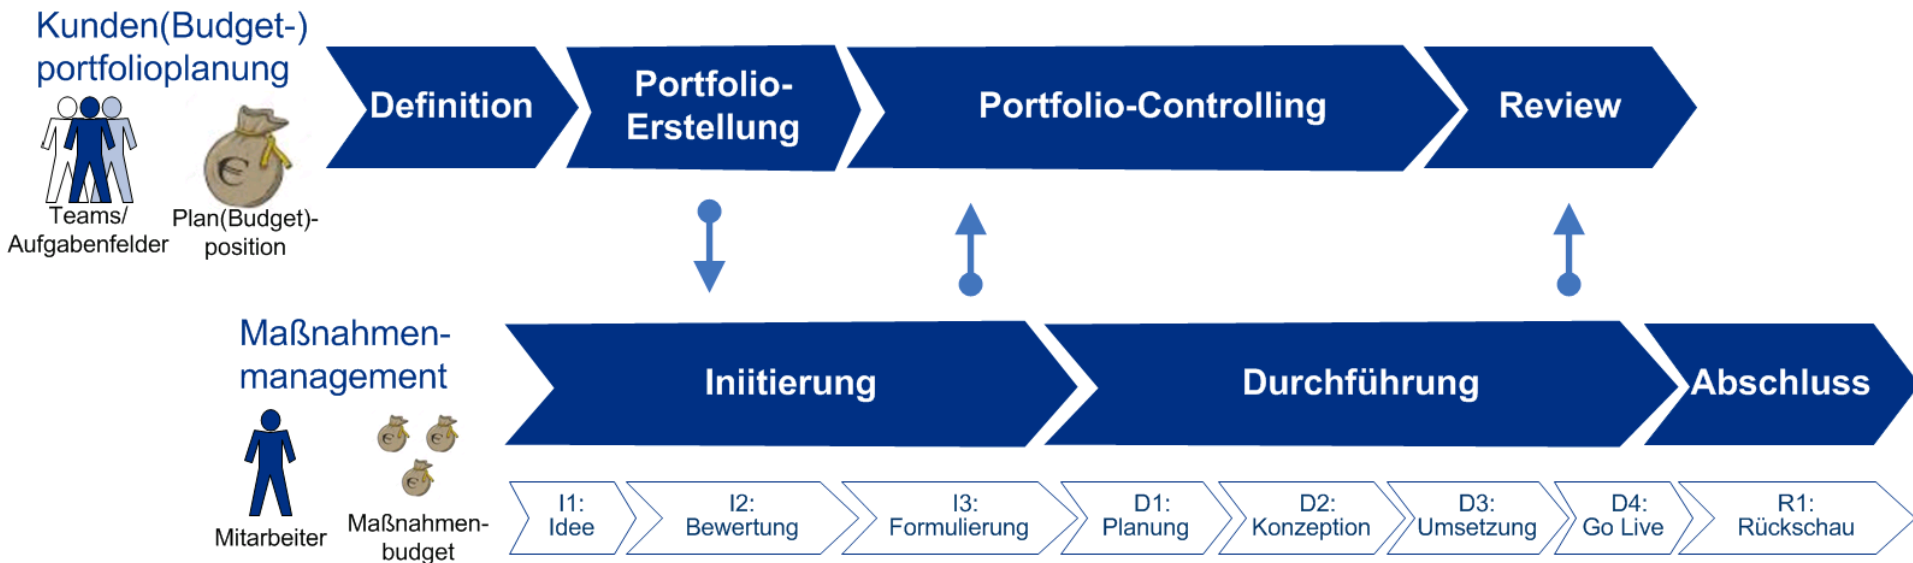 Kunden(Budget-)
portfolioplanung
Teams/
Aufgabenfelder
Plan(Budget)-
position
Definition
Portfolio-
Erstellung
Portfolio-Controlling
Review
Maßnahmen-
management
Mitarbeiter
Maßnahmen-
budget
Iniitierung
Durchführung
Abschluss
I1:
Idee
I2:
Bewertung
I3:
Formulierung
D1:
Planung
D2:
Konzeption
D3:
Umsetzung
D4:
Go Live
R1:
Rückschau